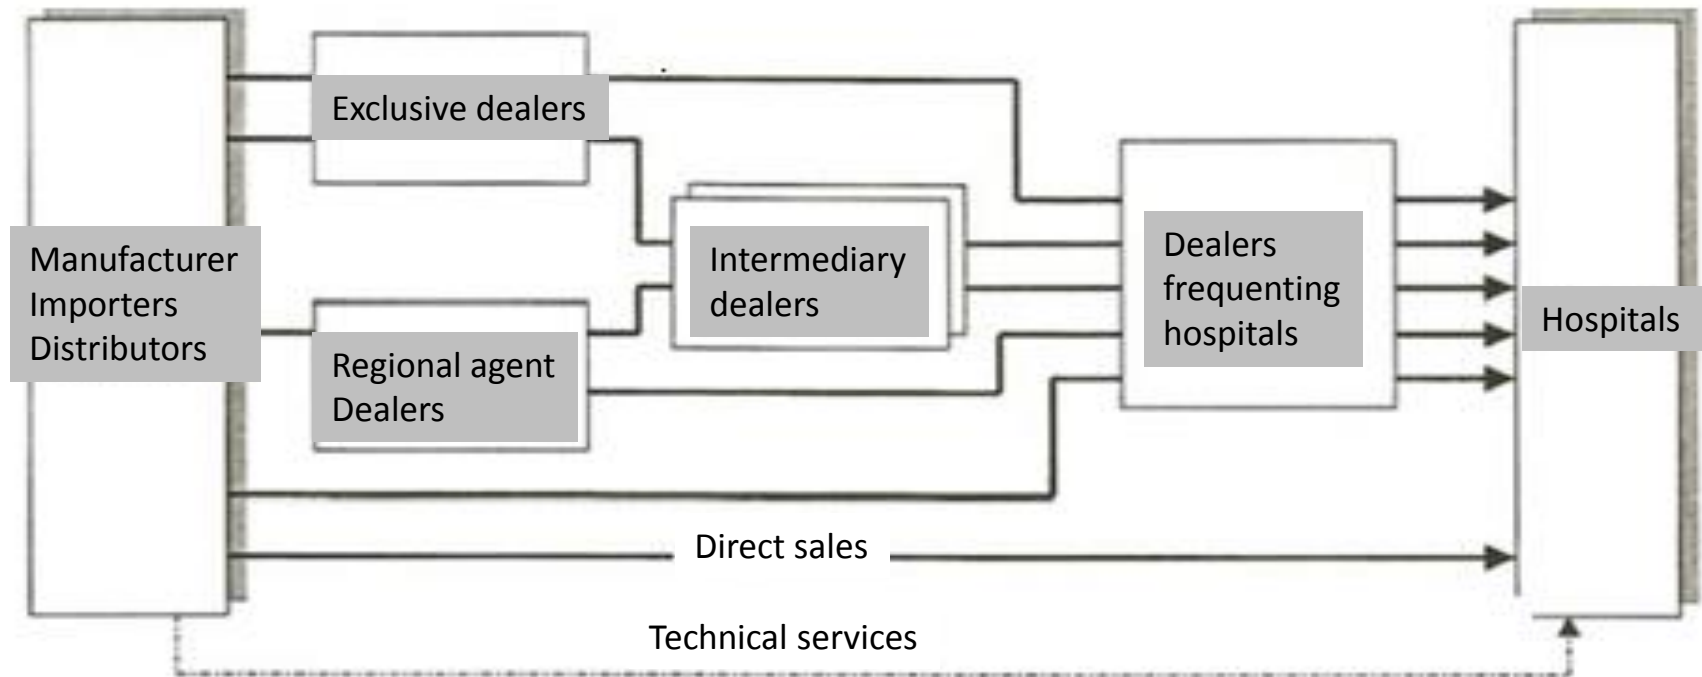 Exclusive dealers
Manufacturer
Importers
Distributors
Regional agent
Dealers
Intermediary
dealers
Dealers
frequenting
hospitals
Hospitals
Direct sales
Technical services